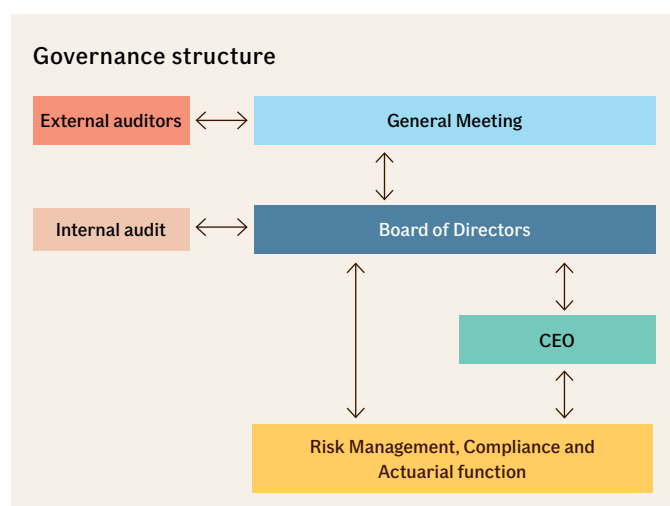 Governance structure
External auditors
General Meeting
Internal audit
Board of Directors
CEO
Risk Management, Compliance and
Actuarial function